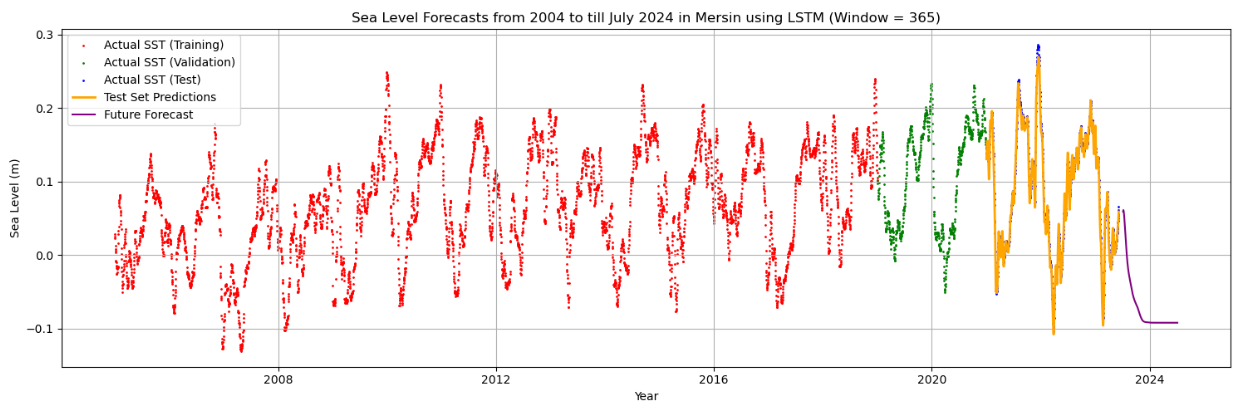 Sea Level Forecasts from 2004 to till July 2024 in Mersin using LSTM (Window = 365)
Actual SST (Training)
Actual SST (Validation)
Actual SST (Test)
Test Set Predictions
Future Forecast
Sea Level (m)
0.3
0.2
0.1
0.0
−0.1
2008 2012 2016 2020 2024
Year